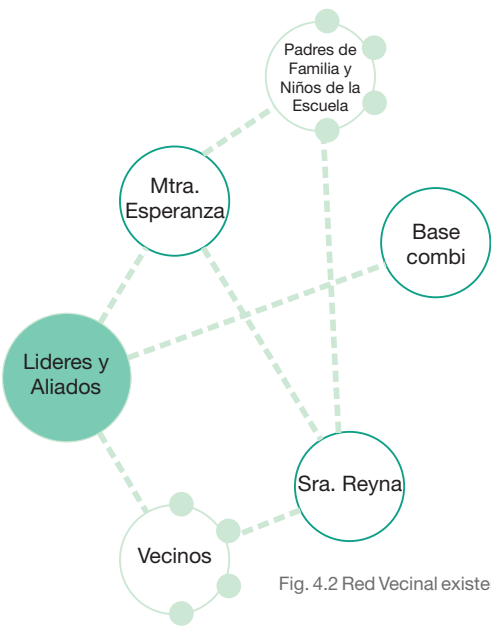 Padres de
Familia y
Niños de la
Escuela
Mtra.
Esperanza
Base
combi
Lideres y
Aliados
Sra. Reyna
Vecinos
Fig. 4.2 Red Vecinal existe